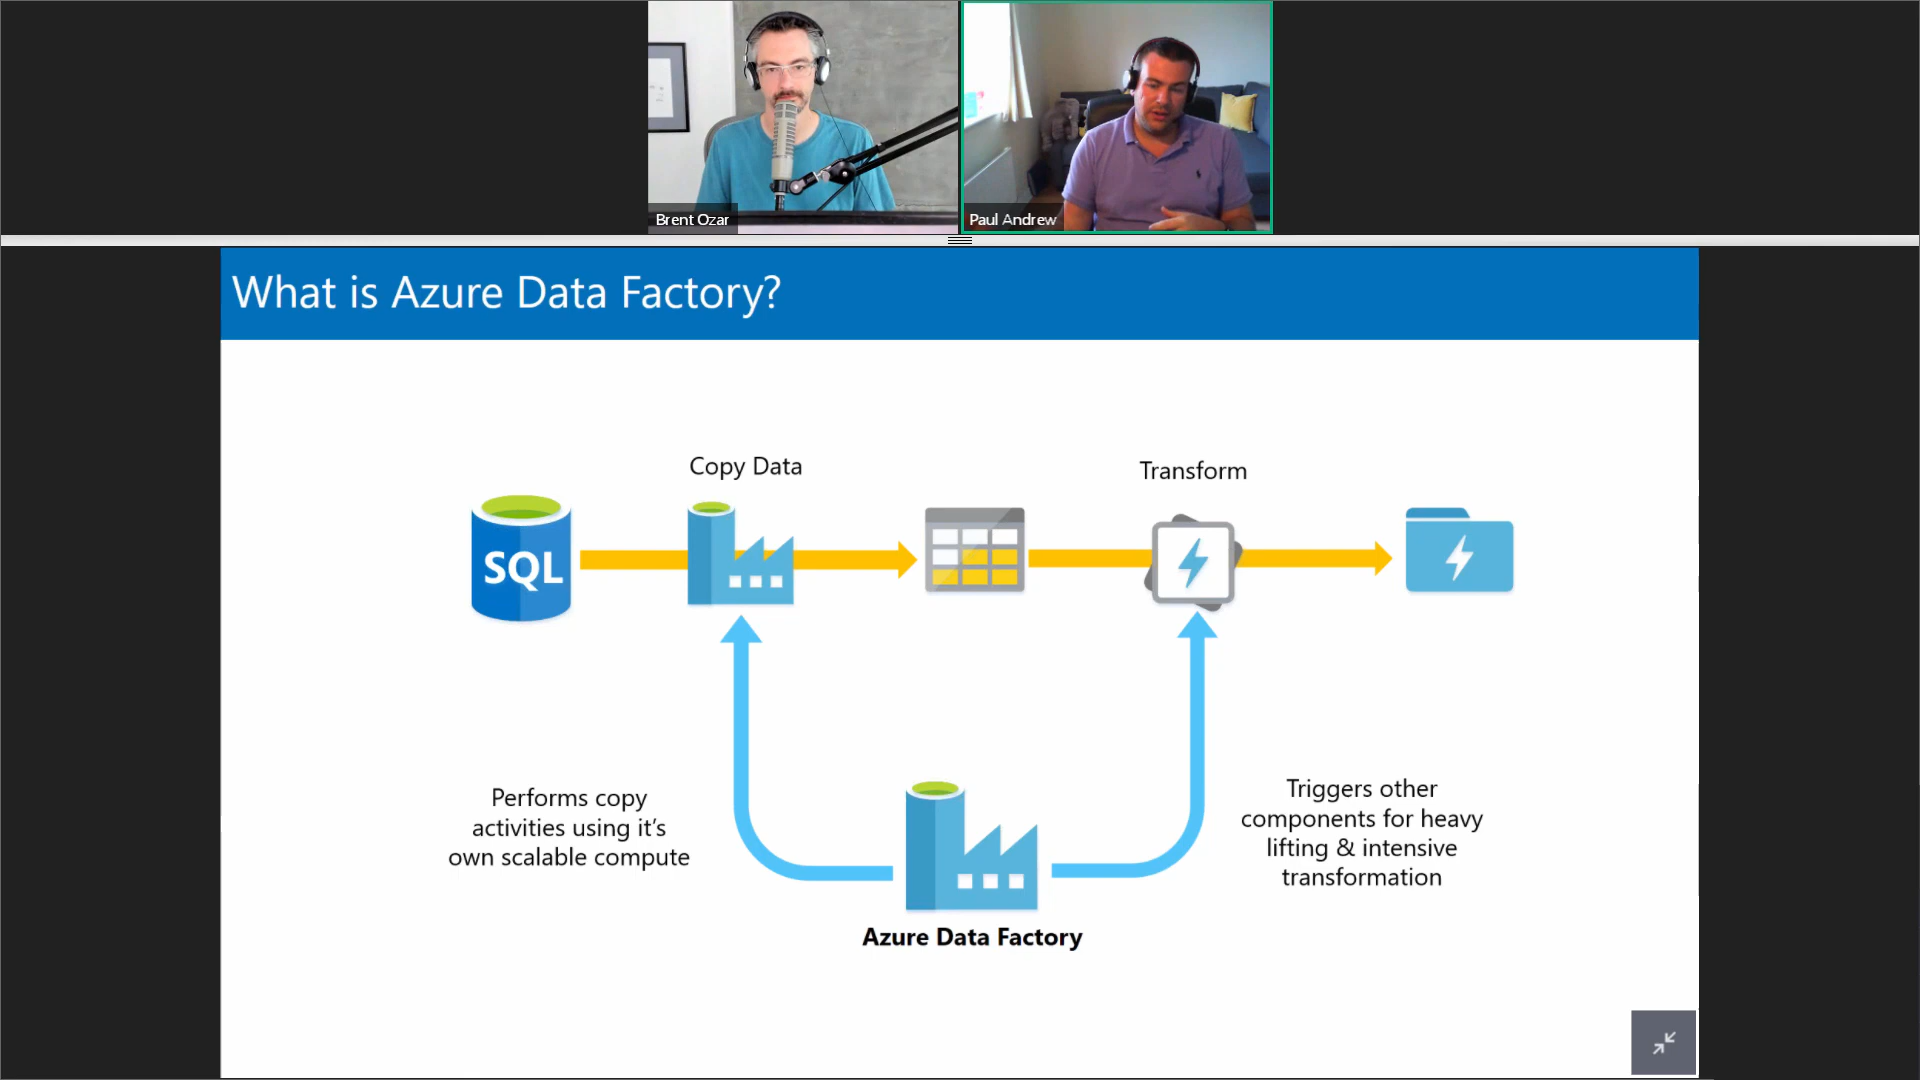 Brent Ozar
Paul Andrew
What is Azure Data Factory?
Copy Data
Transform
SQL
Performs copy
activities using it's
own scalable compute
Triggers other
components for heavy
lifting & intensive
transformation
Azure Data Factory